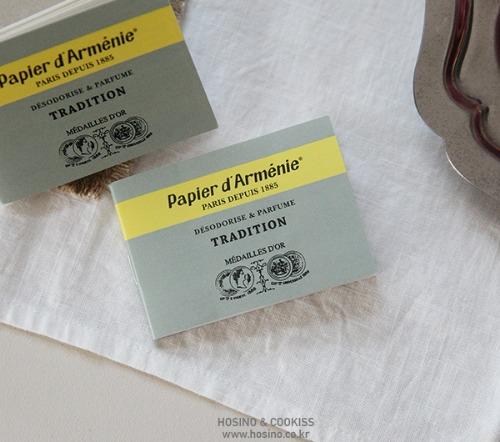 Papier d'Arménie®
PARIS DEPUIS 1885
DÉSODORISE & PARFUME
TRADITION
MÉDAILLES D'OR
Papier d'Arménie®
PARIS DEPUIS 1885
DÉSODORISE & PARFUME
TRADITION
MÉDAILLES D'OR
HOSINO & COOKISS
www.hosino.co.kr